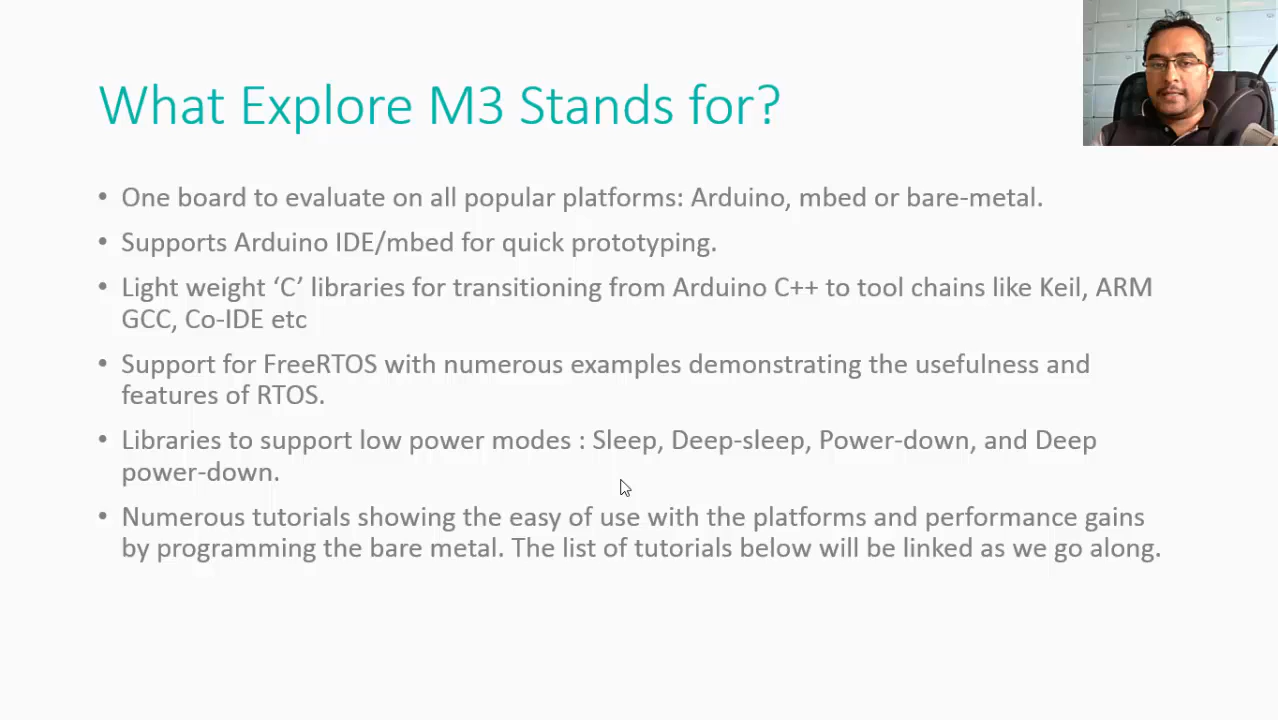 What Explore M3 Stands for?
• One board to evaluate on all popular platforms: Arduino, mbed or bare-metal.
• Supports Arduino IDE/mbed for quick prototyping.
• Light weight ‘C’ libraries for transitioning from Arduino C++ to tool chains like Keil, ARM
GCC, Co-IDE etc
• Support for FreeRTOS with numerous examples demonstrating the usefulness and
features of RTOS.
• Libraries to support low power modes : Sleep, Deep-sleep, Power-down, and Deep
power-down.
• Numerous tutorials showing the easy of use with the platforms and performance gains
by programming the bare metal. The list of tutorials below will be linked as we go along.